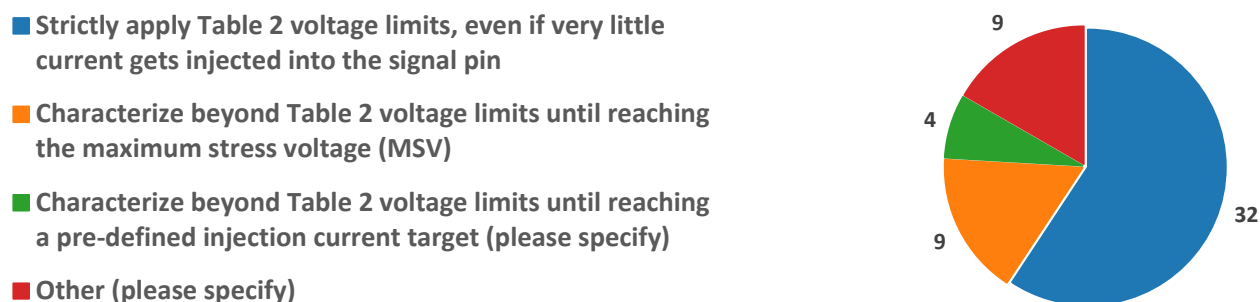 Strictly apply Table 2 voltage limits, even if very little
current gets injected into the signal pin
Characterize beyond Table 2 voltage limits until reaching
the maximum stress voltage (MSV)
Characterize beyond Table 2 voltage limits until reaching
a pre-defined injection current target (please specify)
Other (please specify)
9
4
9
32